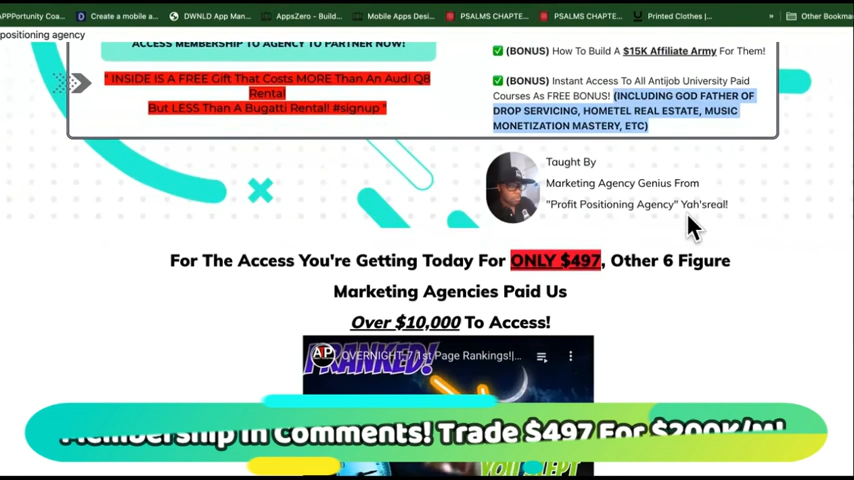 APPPortunity Coa...
Create a mobile a...
DWNLD App Man...
AppsZero - Build...
Mobile Apps Desi...
PSALMS CHAPTE...
PSALMS CHAPTE...
Printed Clothes |...
»
Other Bookmar
positioning agency
ACCESS MEMBERSHIP TO AGENCY TO PARTNER NOW!
" INSIDE IS A FREE Gift That Costs MORE Than An Audi Q8
Rental
But LESS Than A Bugatti Rental! #signup "
(BONUS) How To Build A $15K Affiliate Army For Them!
(BONUS) Instant Access To All Antijob University Paid
Courses As FREE BONUS! (INCLUDING GOD FATHER OF
DROP SERVICING, HOMETEL REAL ESTATE, MUSIC
MONETIZATION MASTERY, ETC)
Taught By
Marketing Agency Genius From
"Profit Positioning Agency" Yah'sreal!
For The Access You're Getting Today For ONLY $497, Other 6 Figure
Marketing Agencies Paid Us
Over $10,000 To Access!
OVERNIGHT, 7 1st Page Rankings!|...
RANKED!
Membership In Comments! Trade $497 For $200K/M!
YOU SLEPT